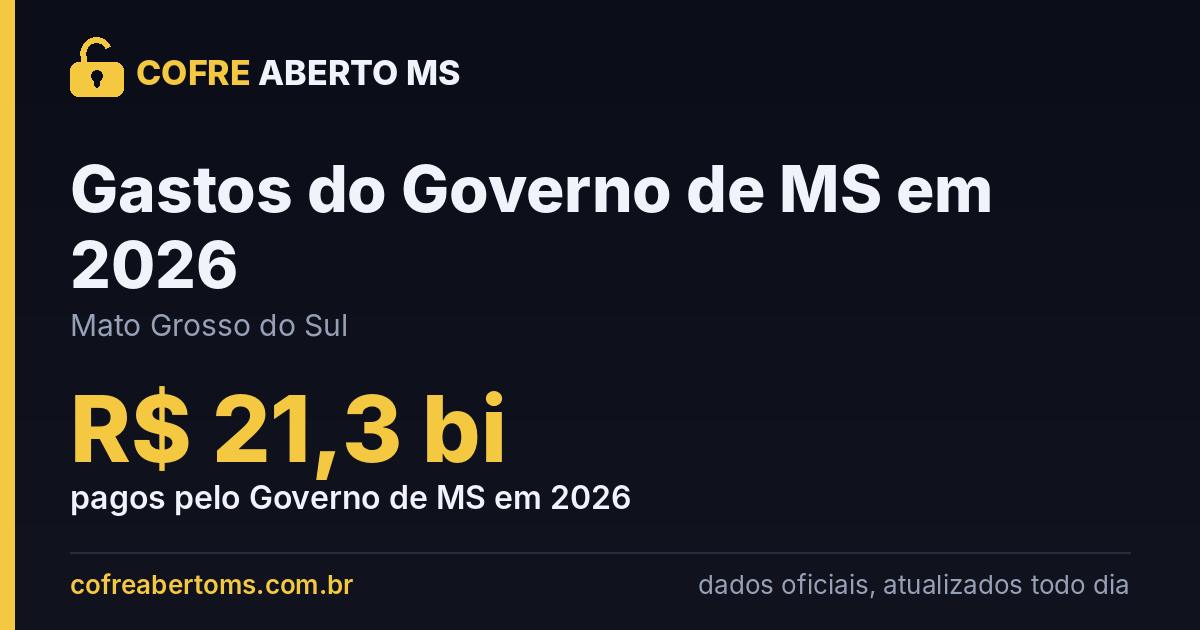 COFRE ABERTO MS
Gastos do Governo de MS em
2026
Mato Grosso do Sul
R$ 21,3 bi
pagos pelo Governo de MS em 2026
cofreabertoms.com.br
dados oficiais, atualizados todo dia